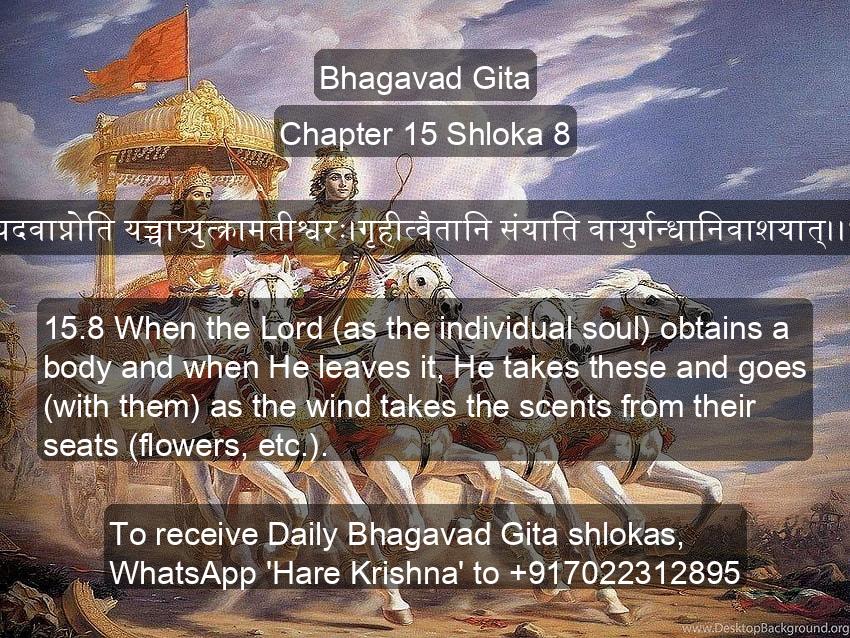 Bhagavad Gita
Chapter 15 Shloka 8
यदवाप्नोति यच्चाप्युत्क्रामतीश्वरः।गृहीत्वैतानि संयाति वायुर्गन्धानिवाशयात्।।
15.8 When the Lord (as the individual soul) obtains a
body and when He leaves it, He takes these and goes
(with them) as the wind takes the scents from their
seats (flowers, etc.).
To receive Daily Bhagavad Gita shlokas,
WhatsApp 'Hare Krishna' to +917022312895
www.DesktopBackground.org